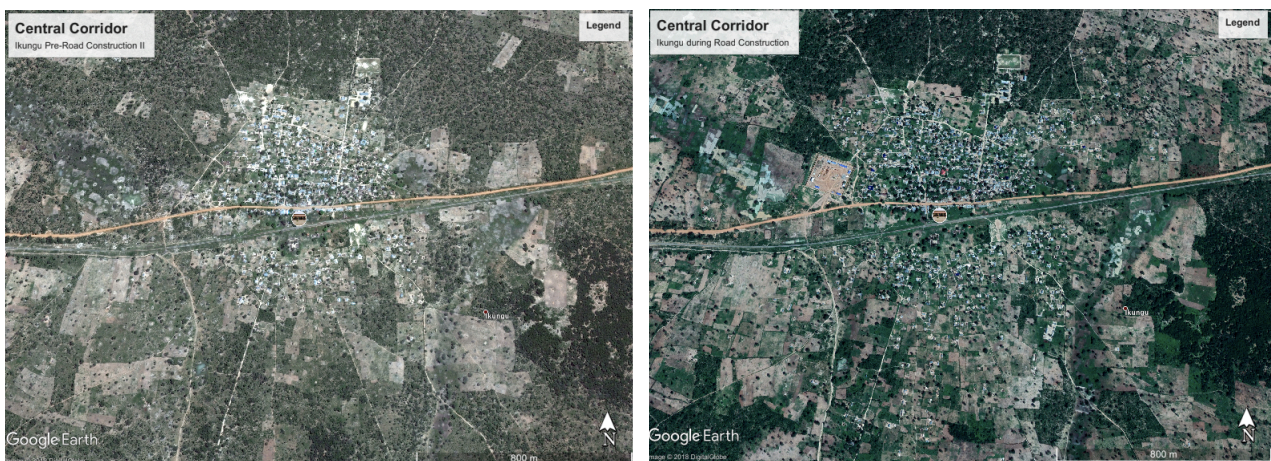 Central Corridor
Ikungu Pre-Road Construction II
Legend
Ikungu
Google Earth
N
800 m
Central Corridor
Ikungu during Road Construction
Legend
Ikungu
Google Earth
Image © 2018 DigitalGlobe
N
800 m